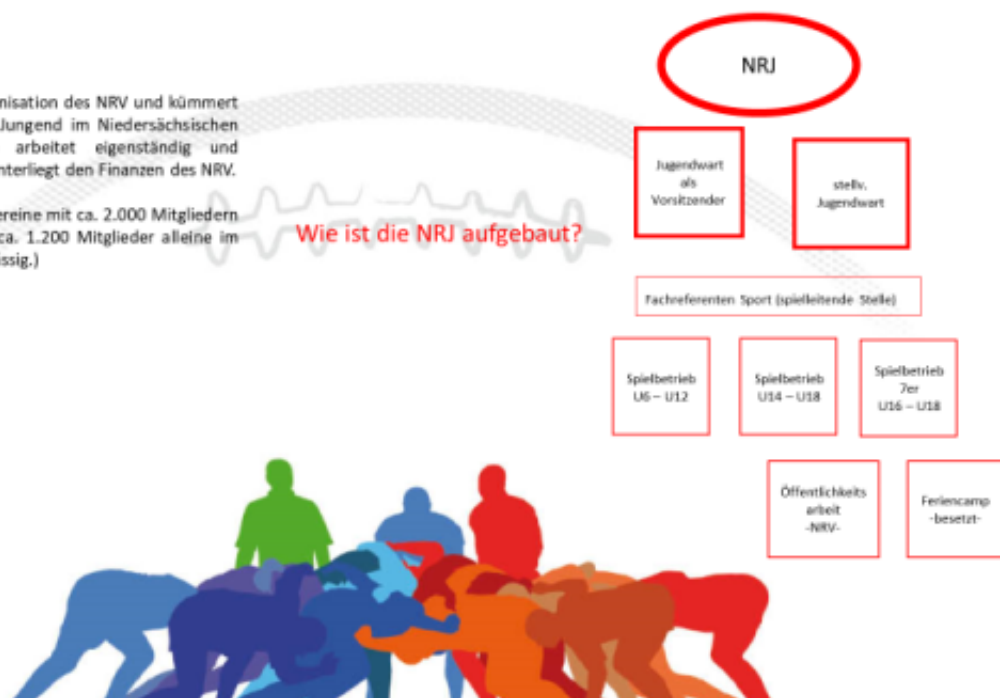 nisation des NRV und kümmert
Jungend im Niedersächsischen
arbeitet eigenständig und
nterliegt den Finanzen des NRV.
ereine mit ca. 2.000 Mitgliedern
ca. 1.200 Mitglieder alleine im
ssig.)
Wie ist die NRJ aufgebaut?
NRJ
Jugendwart
als
Vorsitzender
stellv.
Jugendwart
Fachreferenten Sport (spielleitende Stelle)
Spielbetrieb
U6 – U12
Spielbetrieb
U14 – U18
Spielbetrieb
7er
U16 – U18
Öffentlichkeits
arbeit
-NRV-
Feriencamp
-besetzt-